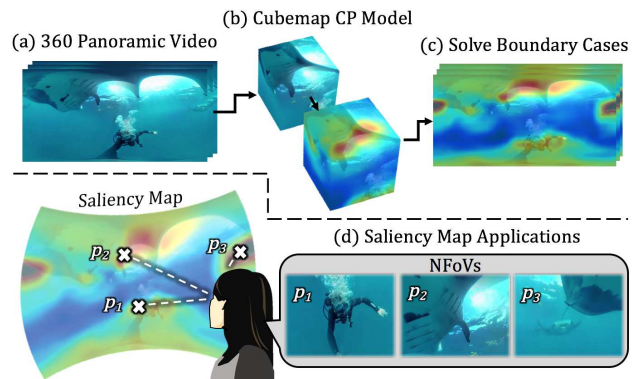 (b) Cubemap CP Model
(a) 360 Panoramic Video
(c) Solve Boundary Cases
Saliency Map
p2
p3
p1
(d) Saliency Map Applications
NFoVs
p1
p2
p3